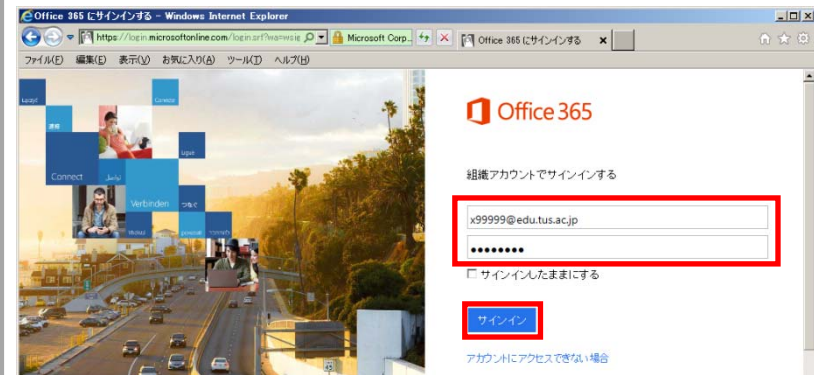 Office 365 にサインインする - Windows Internet Explorer
https://login.microsoftonline.com/login.srf?wa=wsig
Microsoft Corp...
Office 365 にサインインする
ファイル(F) 編集(E) 表示(V) お気に入り(A) ツール(T) ヘルプ(H)
Office 365
Connect
Verbinden
組織アカウントでサインインする
x99999@edu.tus.ac.jp
••••••••
サインインしたままにする
サインイン
アカウントにアクセスできない場合